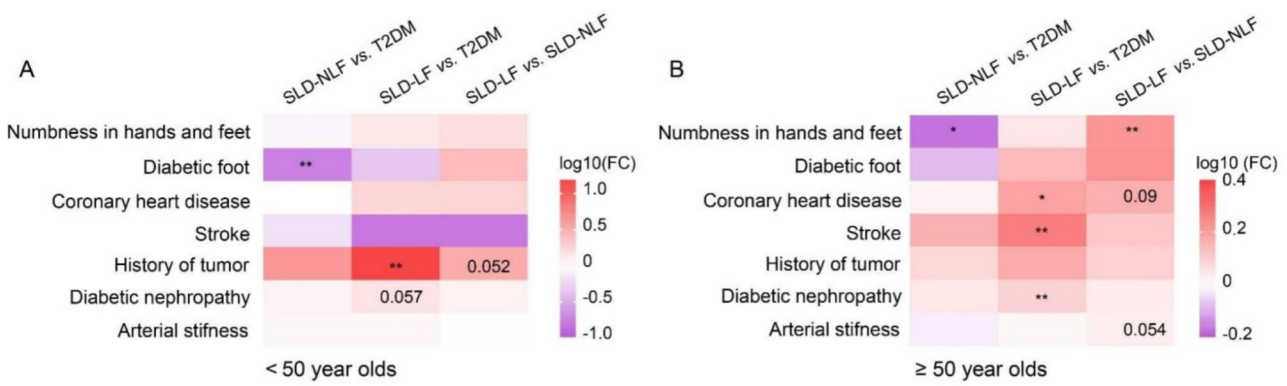 A
SLD-NLF vs. T2DM
SLD-LF vs. T2DM
SLD-LF vs. SLD-NLF
Numbness in hands and feet
Diabetic foot **
Coronary heart disease
Stroke
History of tumor ** 0.052
Diabetic nephropathy 0.057
Arterial stifness
< 50 year olds
log10(FC)
1.0
0.5
0
-0.5
-1.0
B
SLD-NLF vs. T2DM
SLD-LF vs. T2DM
SLD-LF vs. SLD-NLF
Numbness in hands and feet * **
Diabetic foot
Coronary heart disease * 0.09
Stroke **
History of tumor
Diabetic nephropathy **
Arterial stifness 0.054
≥ 50 year olds
log10 (FC)
0.4
0.2
0
-0.2